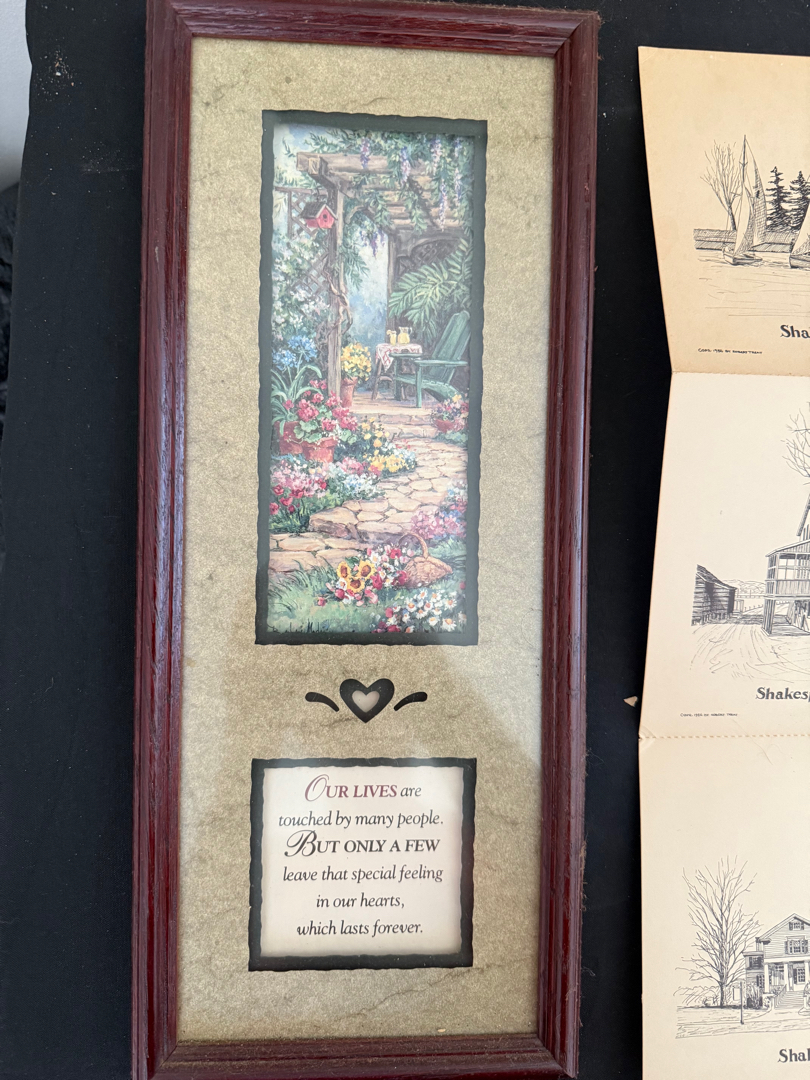 OUR LIVES are
touched by many people.
BUT ONLY A FEW
leave that special feeling
in our hearts,
which lasts forever.
Sha
Shakes
Sha